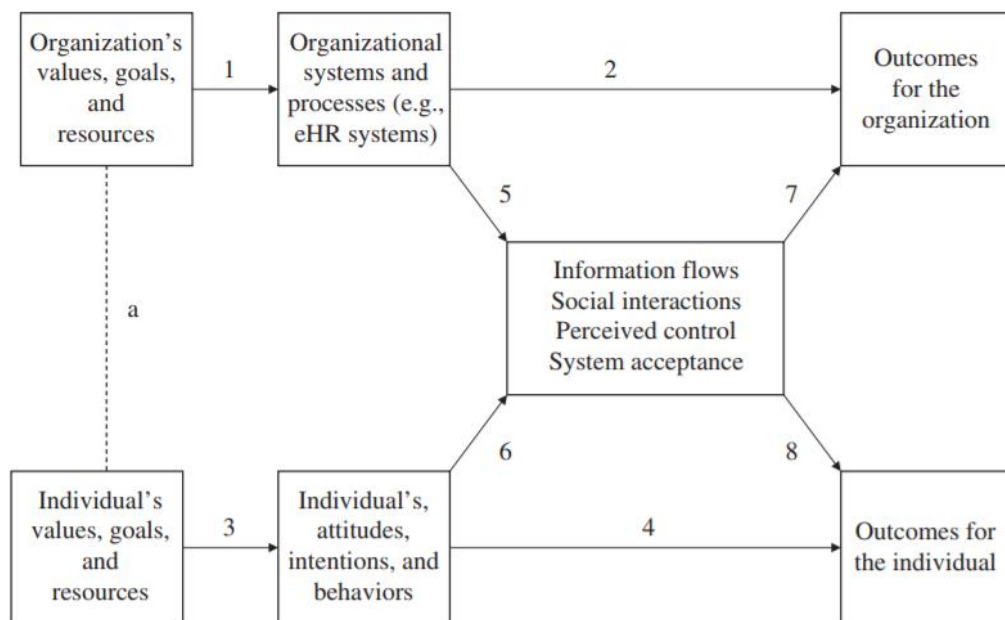 Organization's
values, goals,
and
resources
1
Organizational
systems and
processes (e.g.,
eHR systems)
2
Outcomes
for the
organization
5
7
a
Information flows
Social interactions
Perceived control
System acceptance
6
8
Individual's
values, goals,
and
resources
3
Individual's,
attitudes,
intentions, and
behaviors
4
Outcomes for
the individual